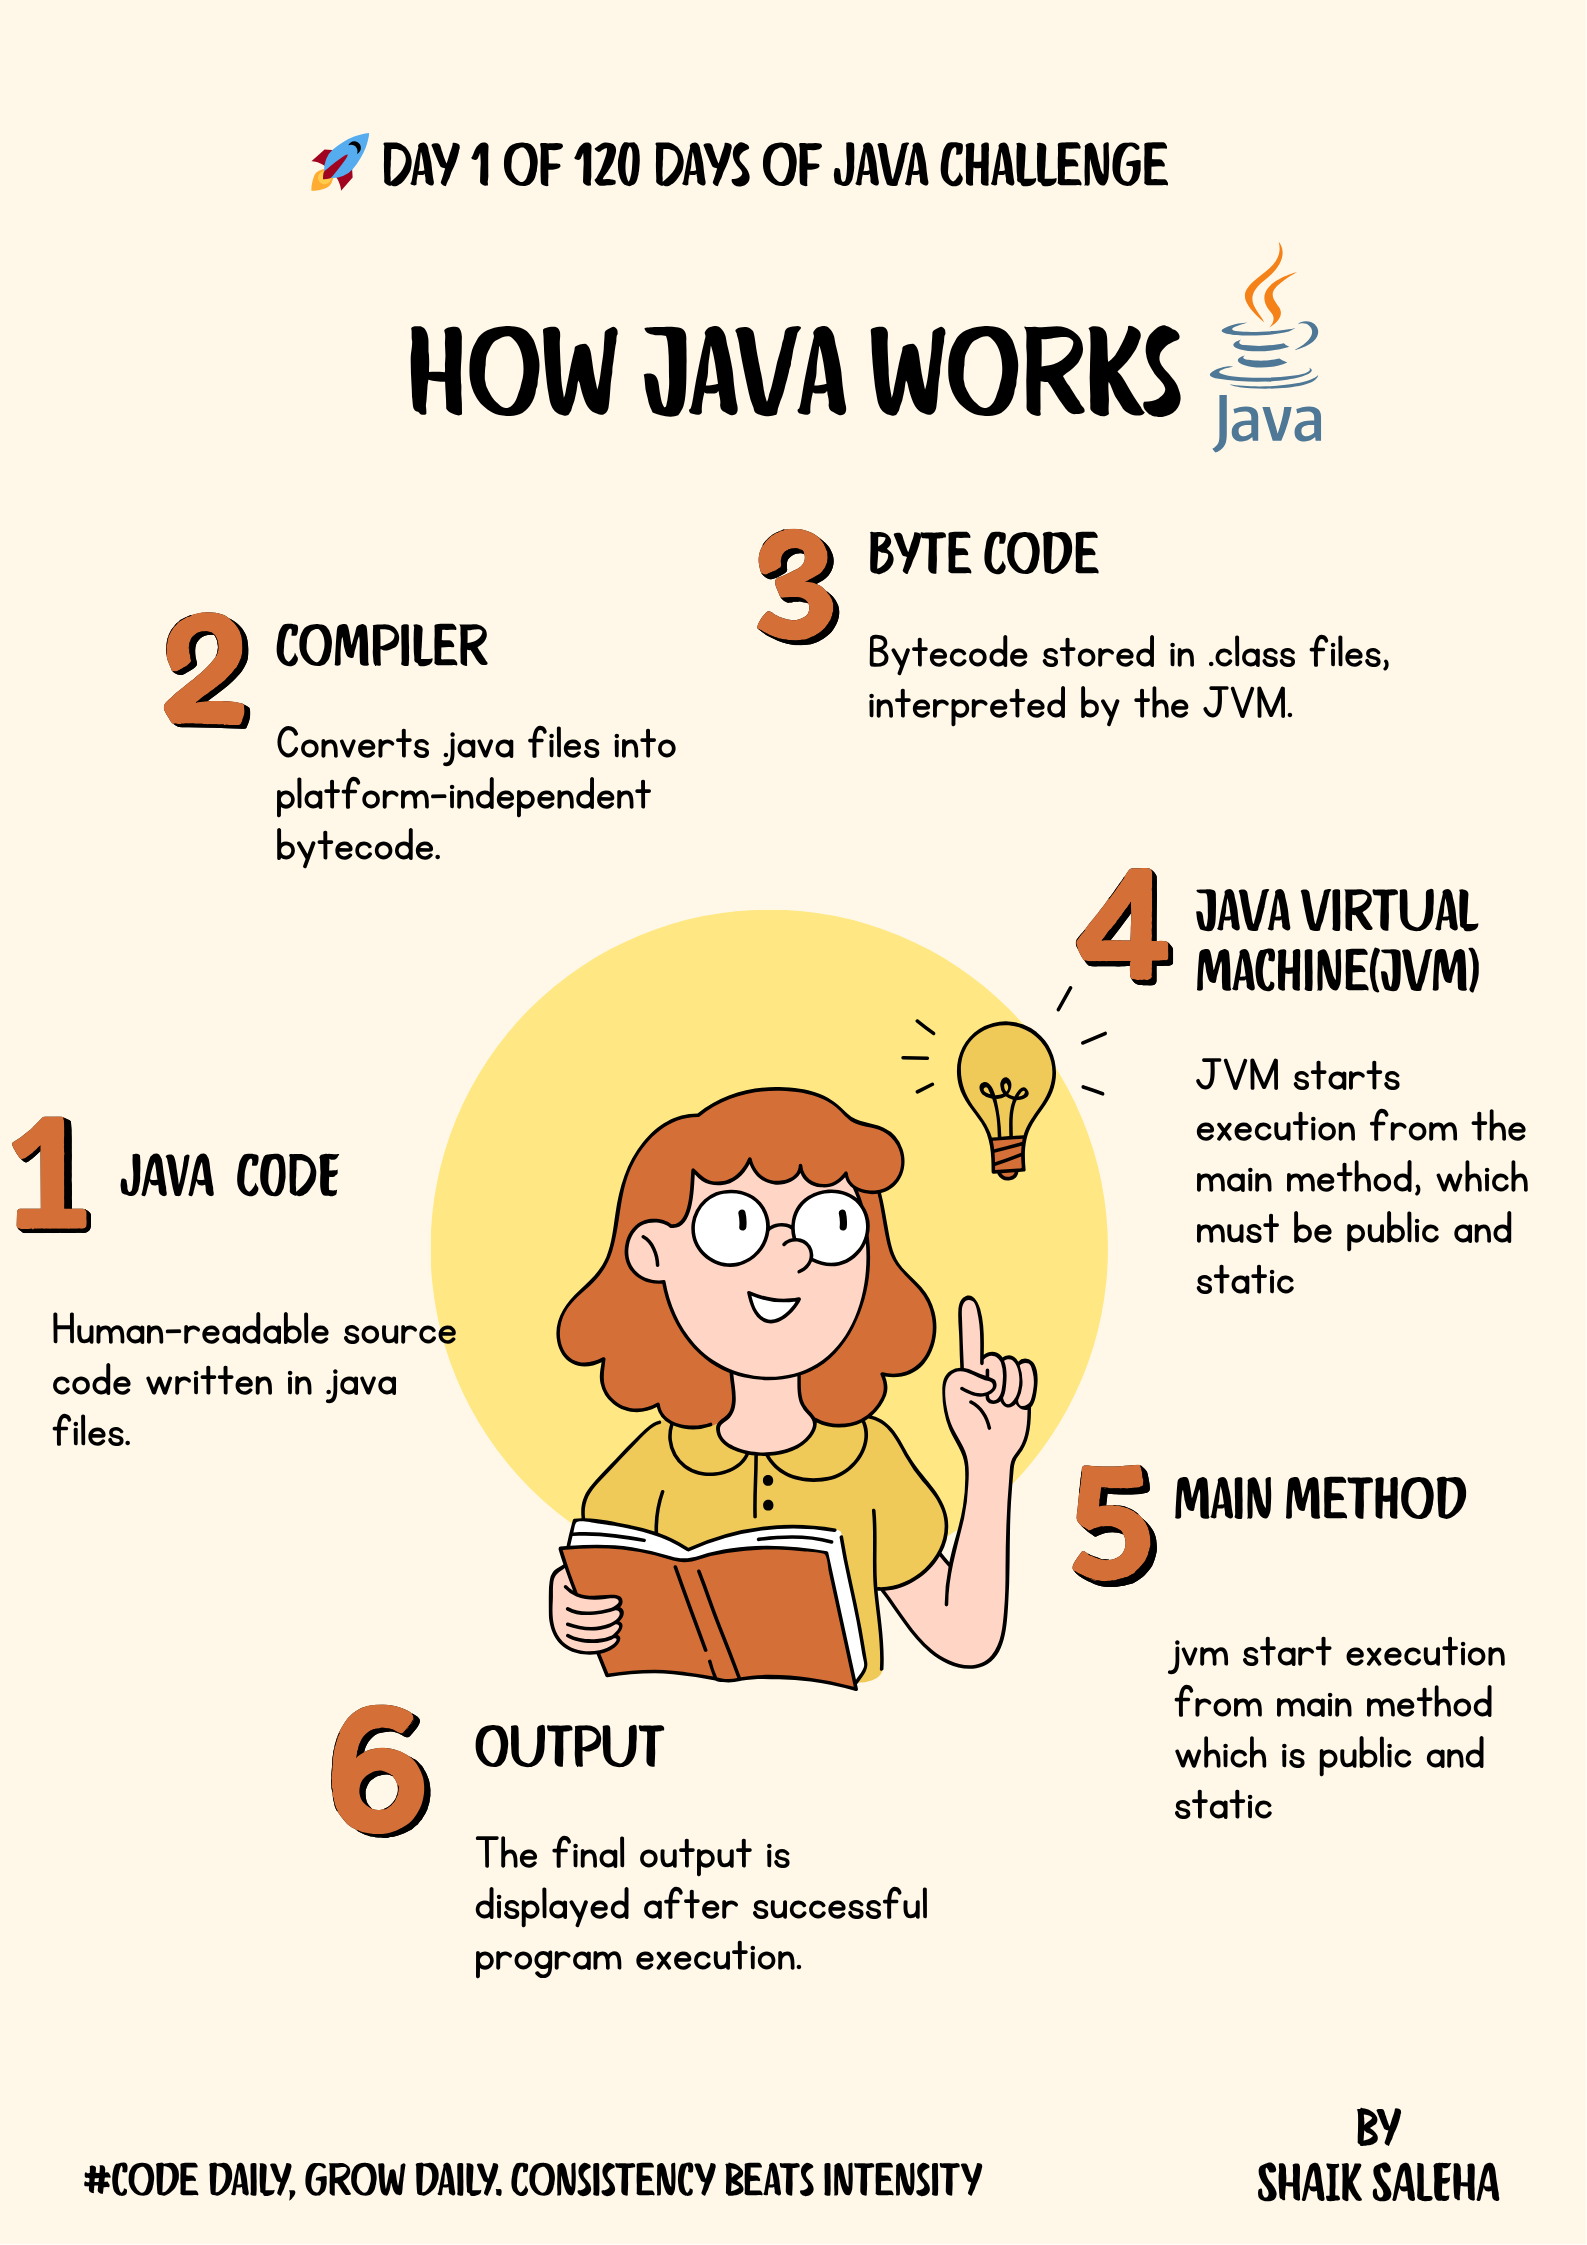 🚀 DAY 1 OF 120 DAYS OF JAVA CHALLENGE
HOW JAVA WORKS
Java
1
JAVA CODE
Human-readable source
code written in .java
files.
2
COMPILER
Converts .java files into
platform-independent
bytecode.
3
BYTE CODE
Bytecode stored in .class files,
interpreted by the JVM.
4
JAVA VIRTUAL
MACHINE(JVM)
JVM starts
execution from the
main method, which
must be public and
static
5
MAIN METHOD
jvm start execution
from main method
which is public and
static
6
OUTPUT
The final output is
displayed after successful
program execution.
#CODE DAILY, GROW DAILY. CONSISTENCY BEATS INTENSITY
BY
SHAIK SALEHA